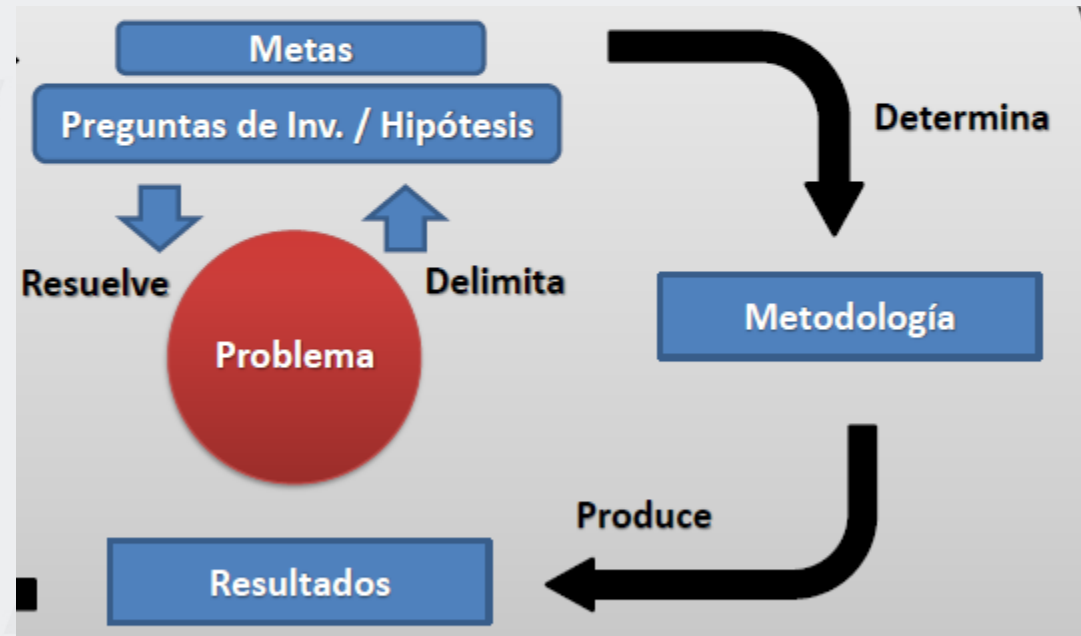 Metas
Preguntas de Inv. / Hipótesis
Determina
Resuelve
Delimita
Metodología
Problema
Produce
Resultados